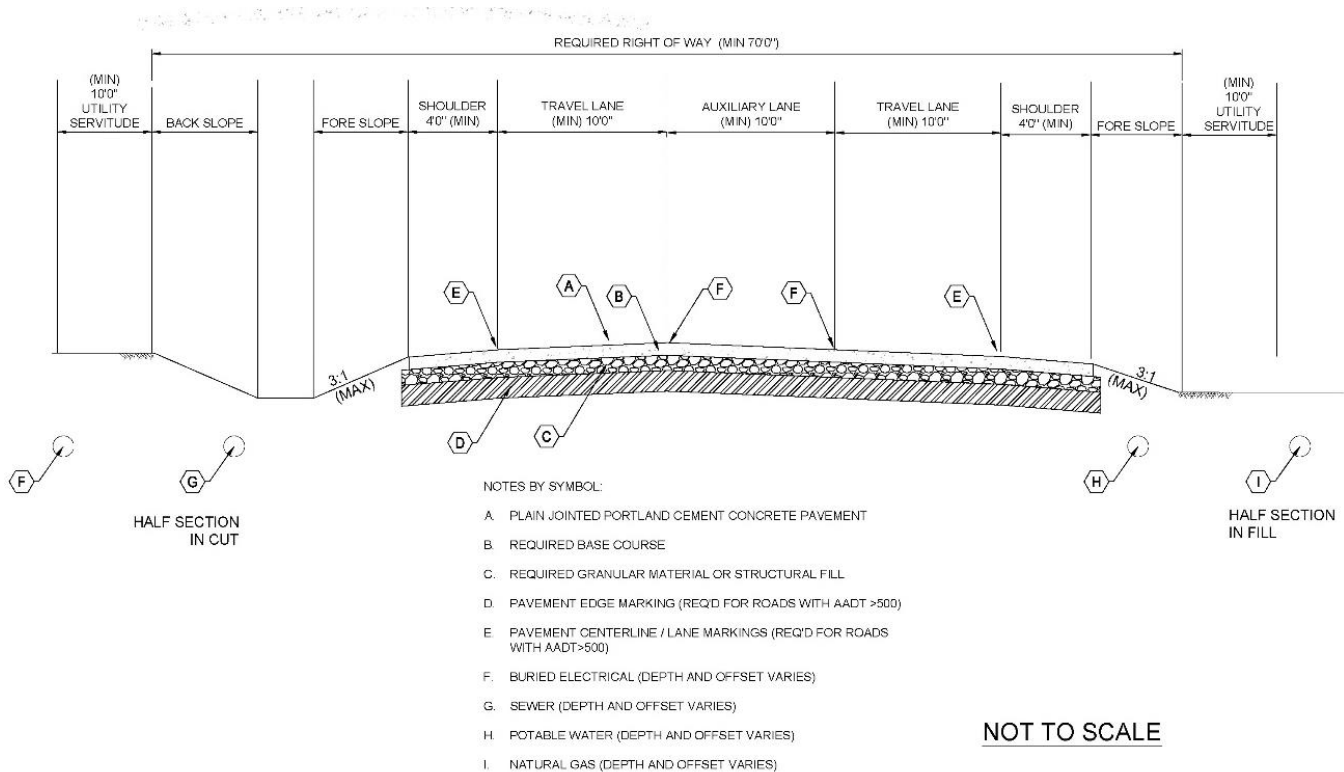 REQUIRED RIGHT OF WAY (MIN 70'0")
(MIN)
10'0"
UTILITY
SERVITUDE
BACK SLOPE
FORE SLOPE
SHOULDER
4'0" (MIN)
TRAVEL LANE
(MIN) 10'0"
AUXILIARY LANE
(MIN) 10'0"
TRAVEL LANE
(MIN) 10'0"
SHOULDER
4'0" (MIN)
FORE SLOPE
(MIN)
10'0"
UTILITY
SERVITUDE
E
A
B
F
F
E
3:1
(MAX)
3:1
(MAX)
D
C
F
G
H
I
HALF SECTION
IN CUT
HALF SECTION
IN FILL
NOTES BY SYMBOL:
A. PLAIN JOINTED PORTLAND CEMENT CONCRETE PAVEMENT
B. REQUIRED BASE COURSE
C. REQUIRED GRANULAR MATERIAL OR STRUCTURAL FILL
D. PAVEMENT EDGE MARKING (REQ'D FOR ROADS WITH AADT >500)
E. PAVEMENT CENTERLINE / LANE MARKINGS (REQ'D FOR ROADS
WITH AADT>500)
F. BURIED ELECTRICAL (DEPTH AND OFFSET VARIES)
G. SEWER (DEPTH AND OFFSET VARIES)
H. POTABLE WATER (DEPTH AND OFFSET VARIES)
I. NATURAL GAS (DEPTH AND OFFSET VARIES)
NOT TO SCALE